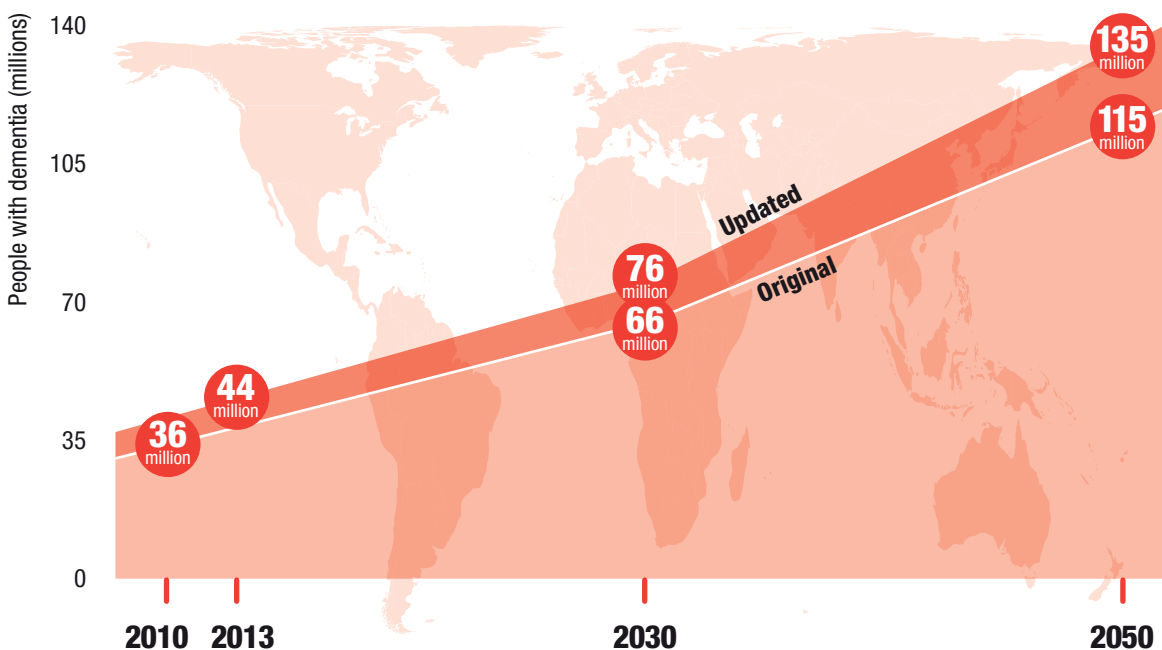 People with dementia (millions)
140
105
70
35
0
135
million
115
million
Updated
Original
76
million
66
million
44
million
36
million
2010
2013
2030
2050